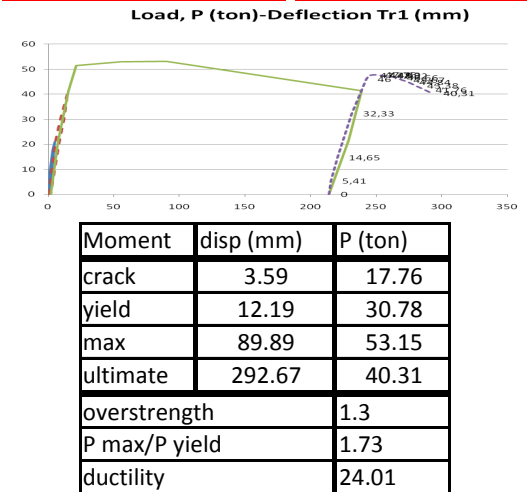 Load, P (ton)-Deflection Tr1 (mm)
60
50
40
30
20
10
0
0 50 100 150 200 250 300 350
46
40,31
32,33
14,65
5,41
0
Moment disp (mm) P (ton)
crack 3.59 17.76
yield 12.19 30.78
max 89.89 53.15
ultimate 292.67 40.31
overstrength 1.3
P max/P yield 1.73
ductility 24.01